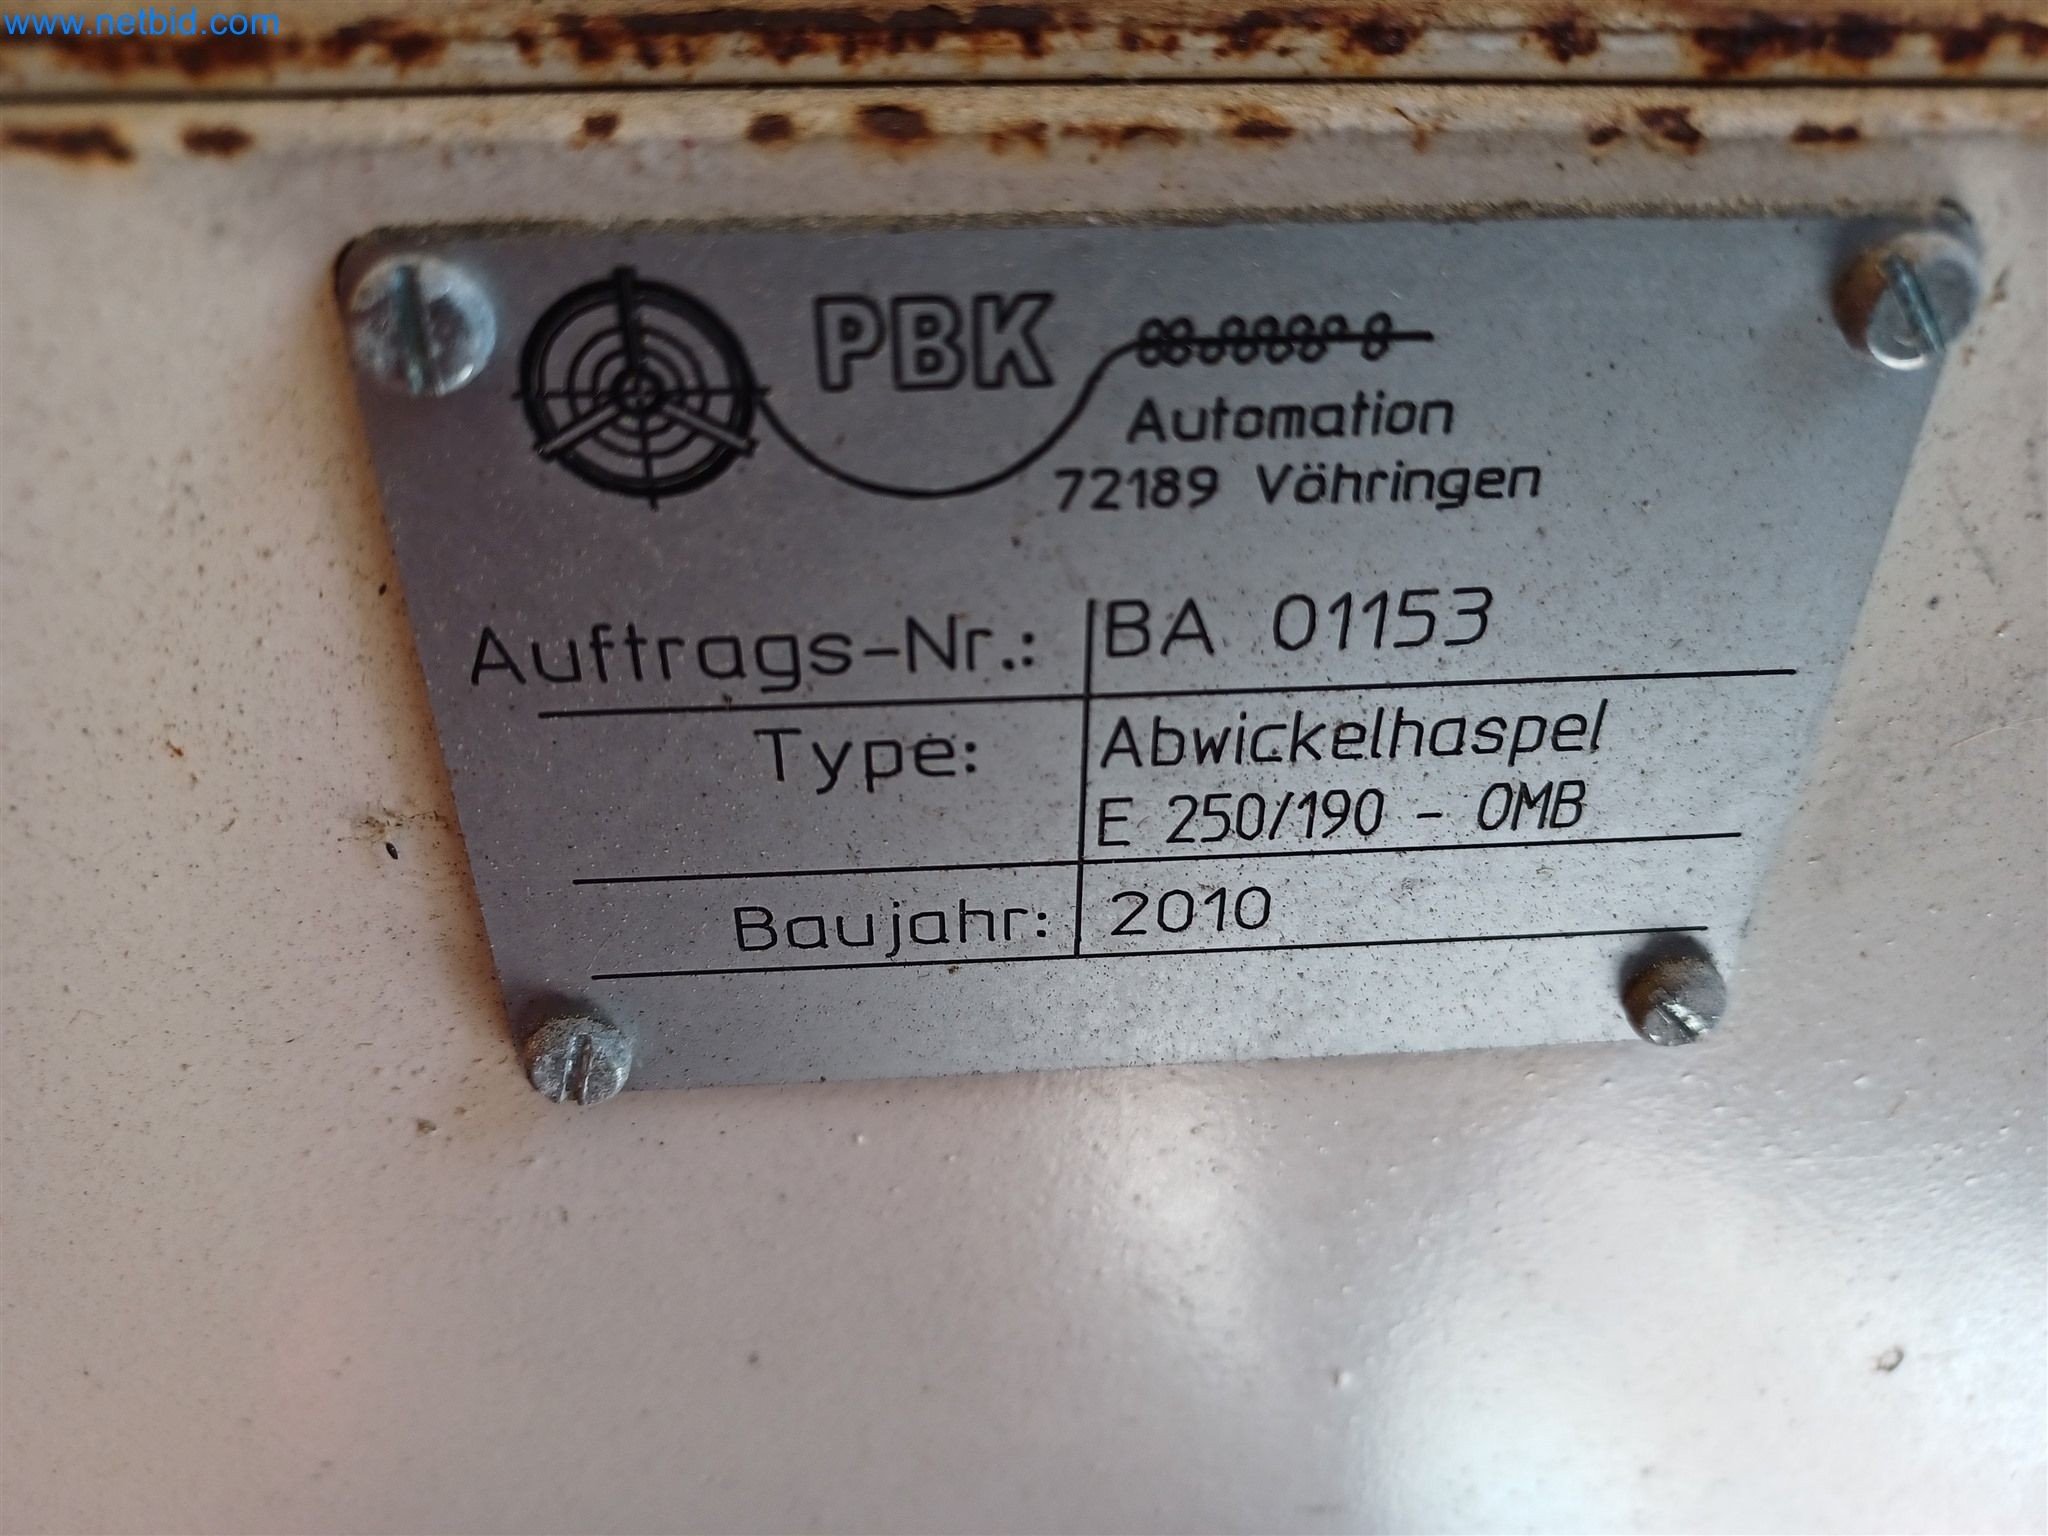 www.netbid.com
PBK
Automation
72189 Vöhringen
Auftrags-Nr.: BA 01153
Type: Abwickelhaspel
E 250/190 - OMB
Baujahr: 2010